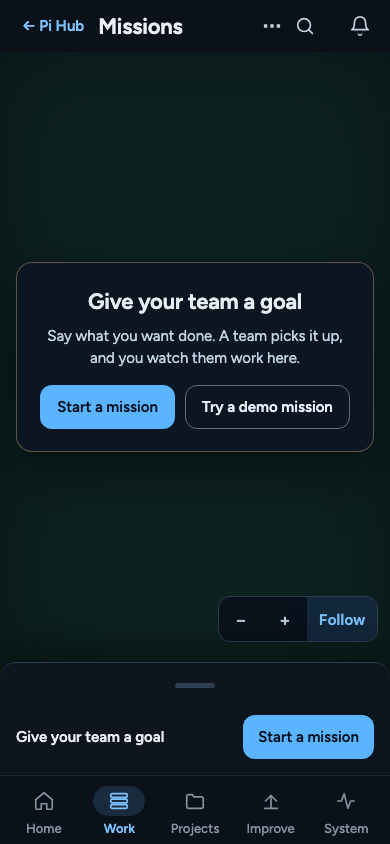 ← Pi Hub Missions
Give your team a goal
Say what you want done. A team picks it up,
and you watch them work here.
Start a mission Try a demo mission
− + Follow
Give your team a goal Start a mission
Home Work Projects Improve System